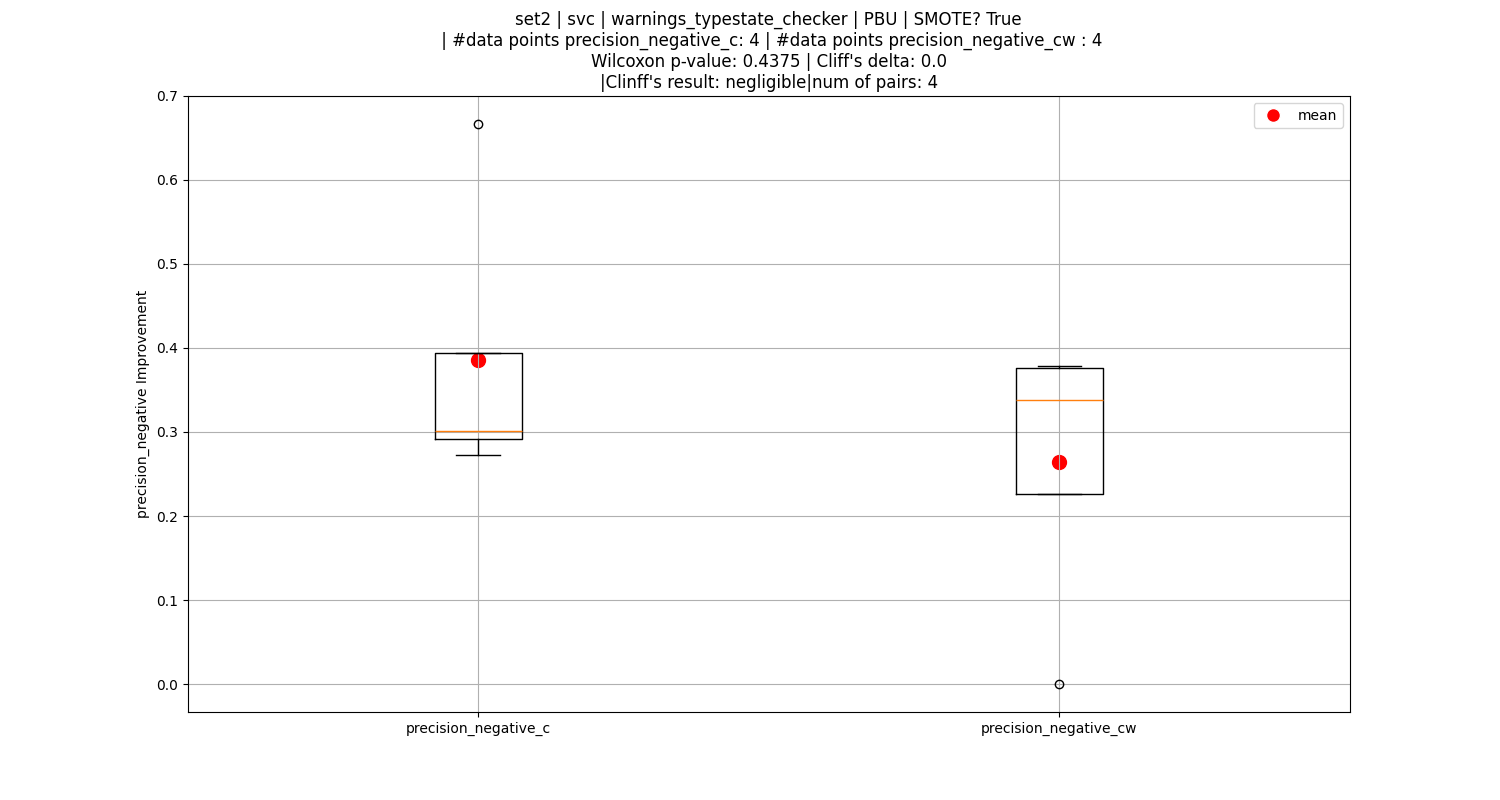 set2 | svc | warnings_typestate_checker | PBU | SMOTE? True
| #data points precision_negative_c: 4 | #data points precision_negative_cw : 4
Wilcoxon p-value: 0.4375 | Cliff's delta: 0.0
|Clinff's result: negligible|num of pairs: 4
mean
0.7
0.6
0.5
0.4
0.3
0.2
0.1
0.0
precision_negative Improvement
precision_negative_c
precision_negative_cw